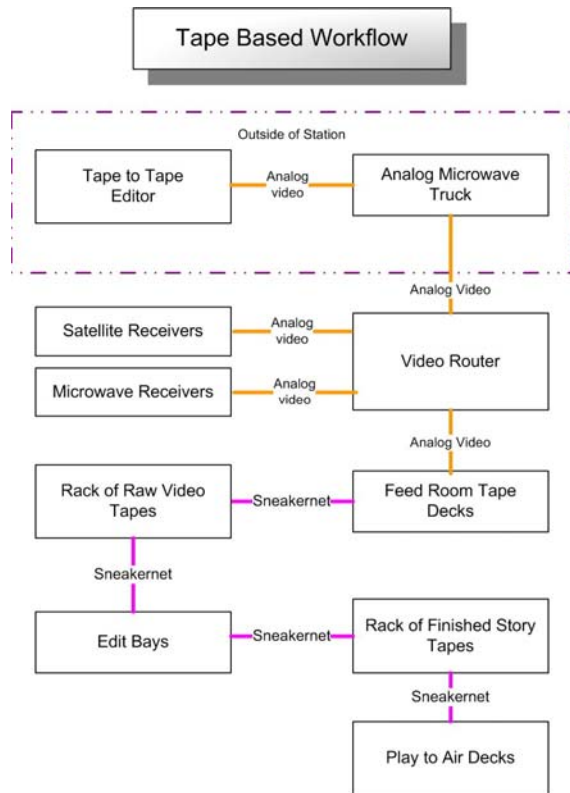 Tape Based Workflow
Outside of Station
Tape to Tape
Editor
Analog
video
Analog Microwave
Truck
Analog Video
Satellite Receivers
Analog
video
Video Router
Microwave Receivers
Analog
video
Analog Video
Rack of Raw Video
Tapes
Sneakernet
Feed Room Tape
Decks
Sneakernet
Edit Bays
Sneakernet
Rack of Finished Story
Tapes
Sneakernet
Play to Air Decks